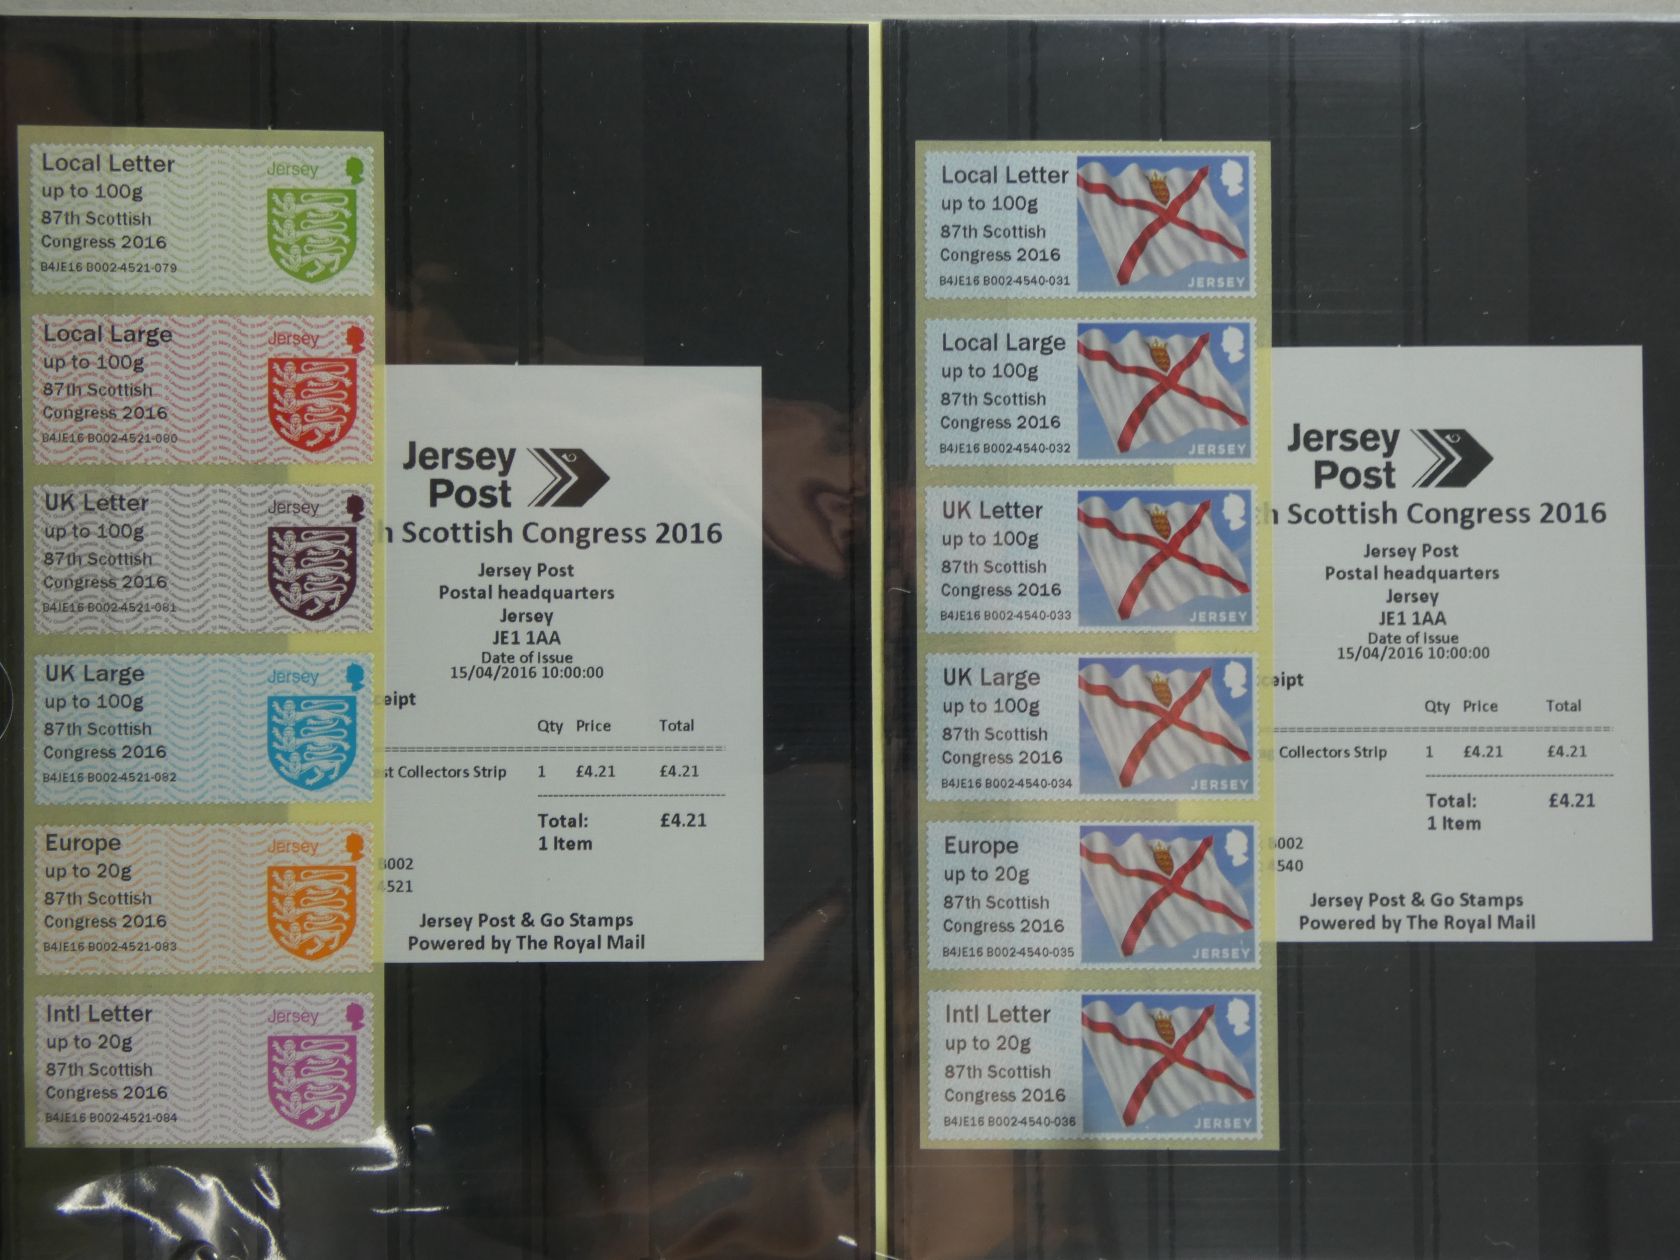 Local Letter
up to 100g
87th Scottish
Congress 2016
B4JE16 B002-4521-079
Jersey
Local Large
up to 100g
87th Scottish
Congress 2016
B4JE16 B002-4521-080
Jersey
UK Letter
up to 100g
87th Scottish
Congress 2016
B4JE16 B002-4521-081
Jersey
UK Large
up to 100g
87th Scottish
Congress 2016
B4JE16 B002-4521-082
Jersey
Europe
up to 20g
87th Scottish
Congress 2016
B4JE16 B002-4521-083
Jersey
Intl Letter
up to 20g
87th Scottish
Congress 2016
B4JE16 B002-4521-084
Jersey
Jersey
Post
h Scottish Congress 2016
Jersey Post
Postal headquarters
Jersey
JE1 1AA
Date of Issue
15/04/2016 10:00:00
ceipt
Qty Price Total
st Collectors Strip 1 £4.21 £4.21
Total: £4.21
1 Item
B002
4521
Jersey Post & Go Stamps
Powered by The Royal Mail
Local Letter
up to 100g
87th Scottish
Congress 2016
B4JE16 B002-4540-031
JERSEY
Local Large
up to 100g
87th Scottish
Congress 2016
B4JE16 B002-4540-032
JERSEY
UK Letter
up to 100g
87th Scottish
Congress 2016
B4JE16 B002-4540-033
JERSEY
UK Large
up to 100g
87th Scottish
Congress 2016
B4JE16 B002-4540-034
JERSEY
Europe
up to 20g
87th Scottish
Congress 2016
B4JE16 B002-4540-035
JERSEY
Intl Letter
up to 20g
87th Scottish
Congress 2016
B4JE16 B002-4540-036
JERSEY
Jersey
Post
h Scottish Congress 2016
Jersey Post
Postal headquarters
Jersey
JE1 1AA
Date of Issue
15/04/2016 10:00:00
ceipt
Qty Price Total
ag Collectors Strip 1 £4.21 £4.21
Total: £4.21
1 Item
B002
4540
Jersey Post & Go Stamps
Powered by The Royal Mail